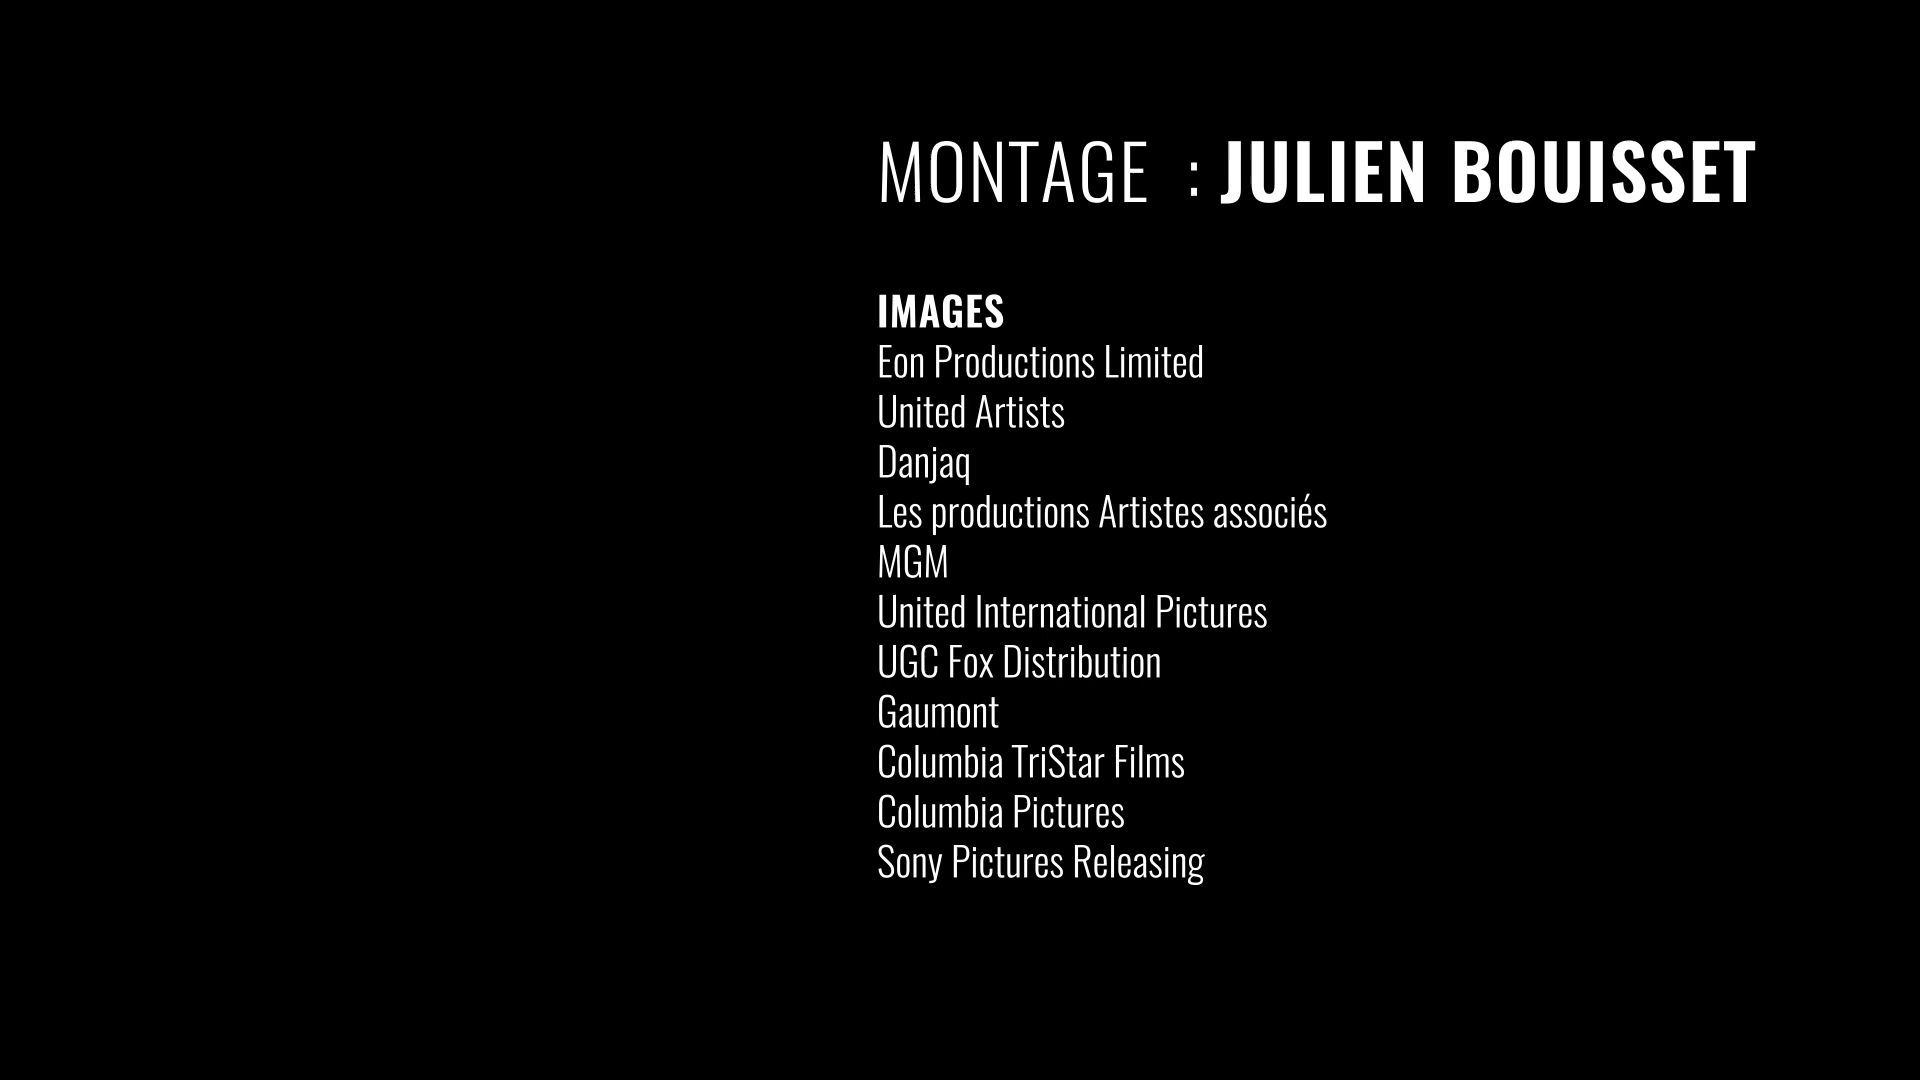 MONTAGE : JULIEN BOUISSET
IMAGES
Eon Productions Limited
United Artists
Danjaq
Les productions Artistes associés
MGM
United International Pictures
UGC Fox Distribution
Gaumont
Columbia TriStar Films
Columbia Pictures
Sony Pictures Releasing